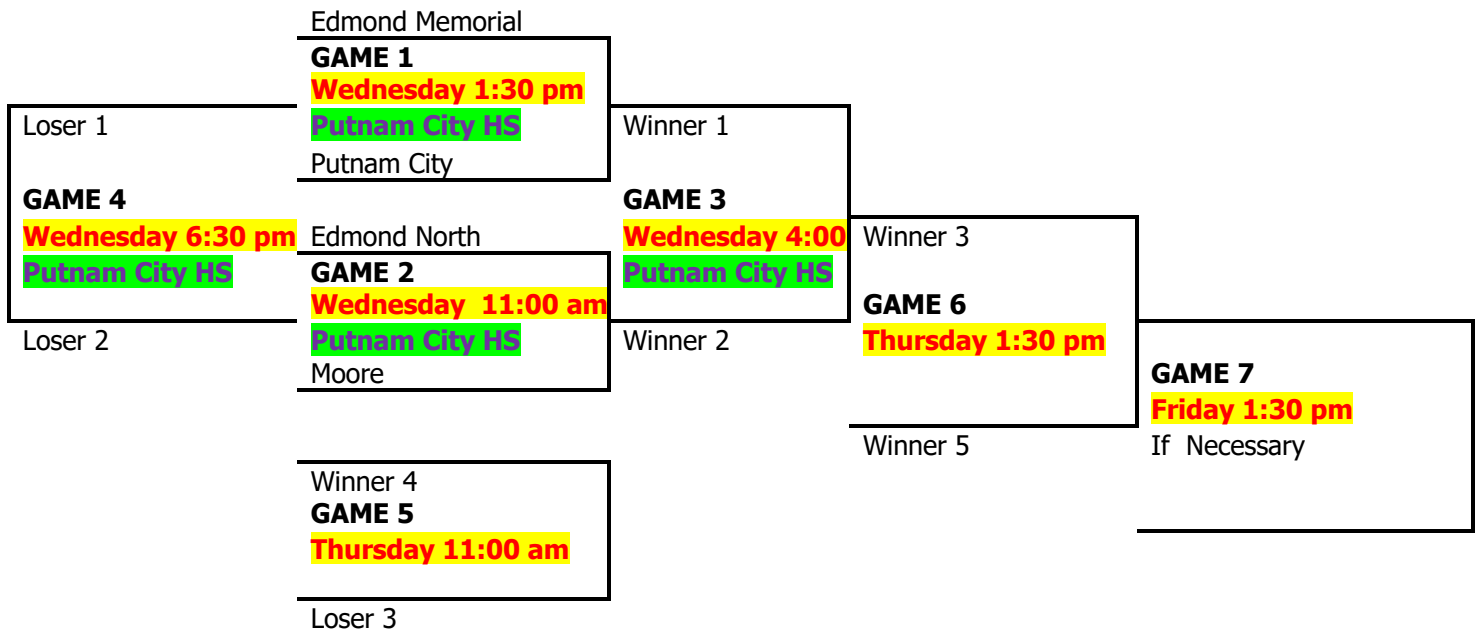 Edmond Memorial
GAME 1
Wednesday 1:30 pm
Putnam City HS
Putnam City
Loser 1
GAME 4
Wednesday 6:30 pm
Putnam City HS
Loser 2
Edmond North
GAME 2
Wednesday  11:00 am
Putnam City HS
Moore
Winner 1
GAME 3
Wednesday 4:00
Putnam City HS
Winner 2
Winner 3
GAME 6
Thursday 1:30 pm
Winner 5
GAME 7
Friday 1:30 pm
If  Necessary
Winner 4
GAME 5
Thursday 11:00 am
Loser 3